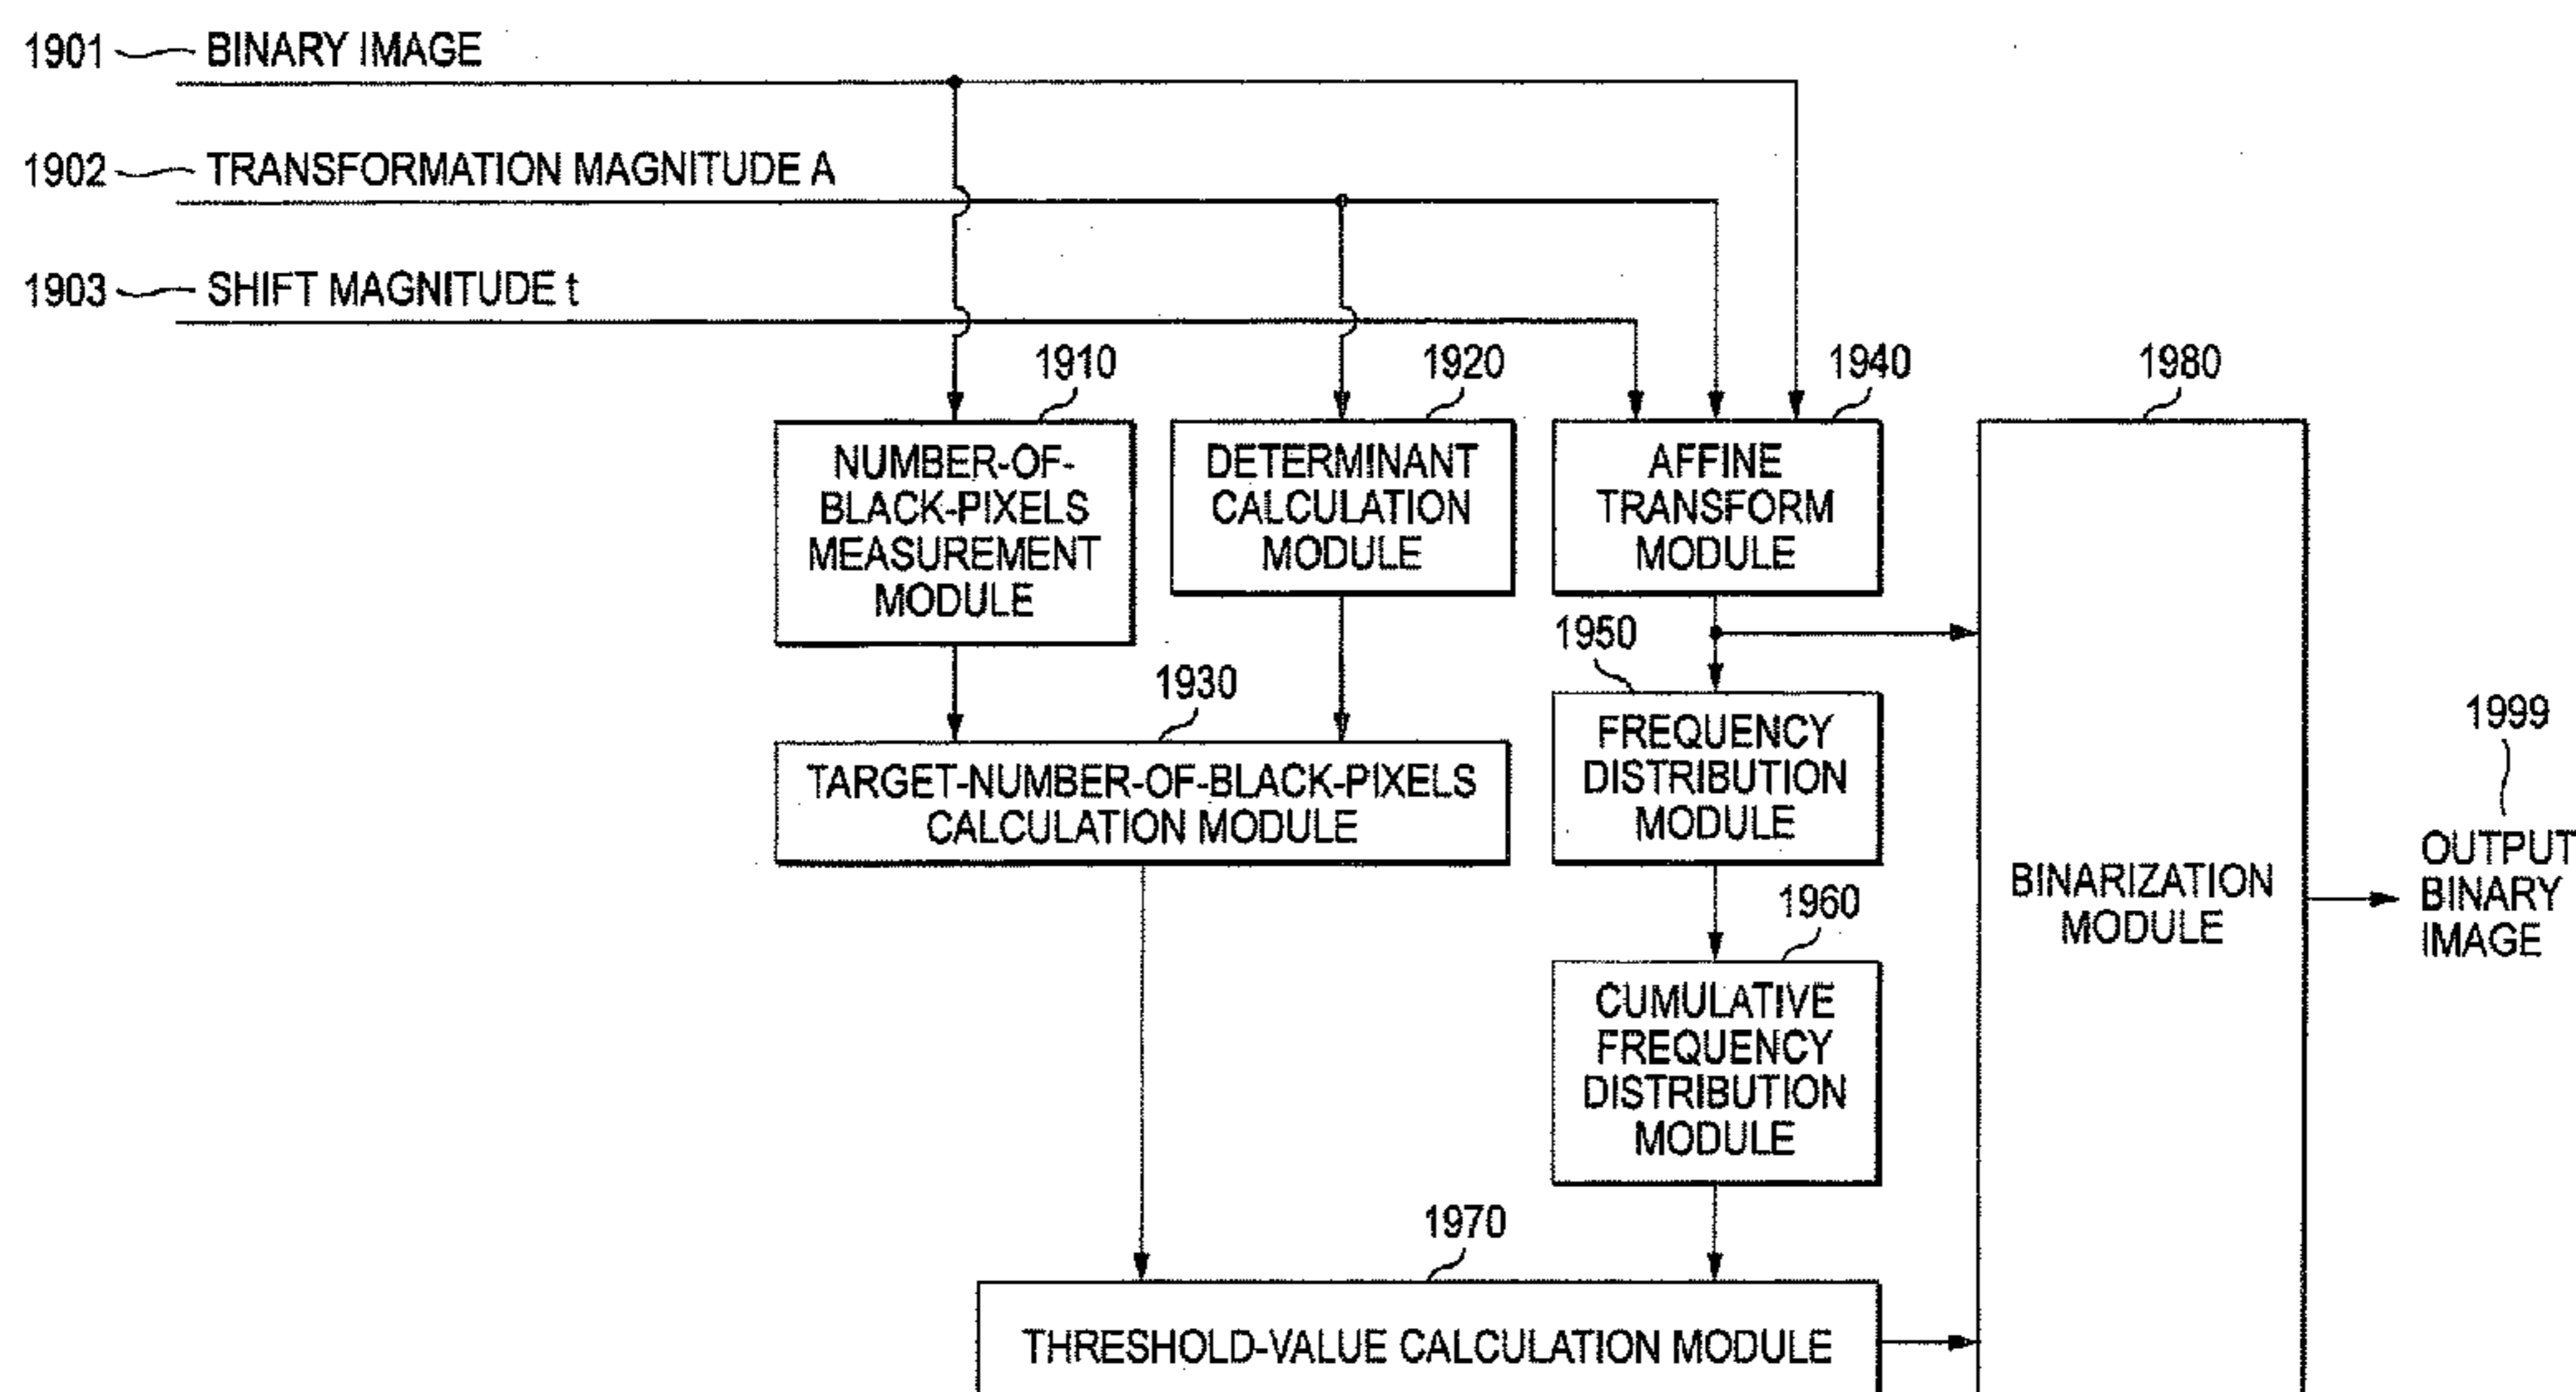 1901 BINARY IMAGE
1902 TRANSFORMATION MAGNITUDE A
1903 SHIFT MAGNITUDE t
1910
1920
1940
1980
NUMBER-OF-
BLACK-PIXELS
MEASUREMENT
MODULE
DETERMINANT
CALCULATION
MODULE
AFFINE
TRANSFORM
MODULE
1930
1950
TARGET-NUMBER-OF-BLACK-PIXELS
CALCULATION MODULE
FREQUENCY
DISTRIBUTION
MODULE
1999
OUTPUT
BINARY
IMAGE
BINARIZATION
MODULE
1960
CUMULATIVE
FREQUENCY
DISTRIBUTION
MODULE
1970
THRESHOLD-VALUE CALCULATION MODULE